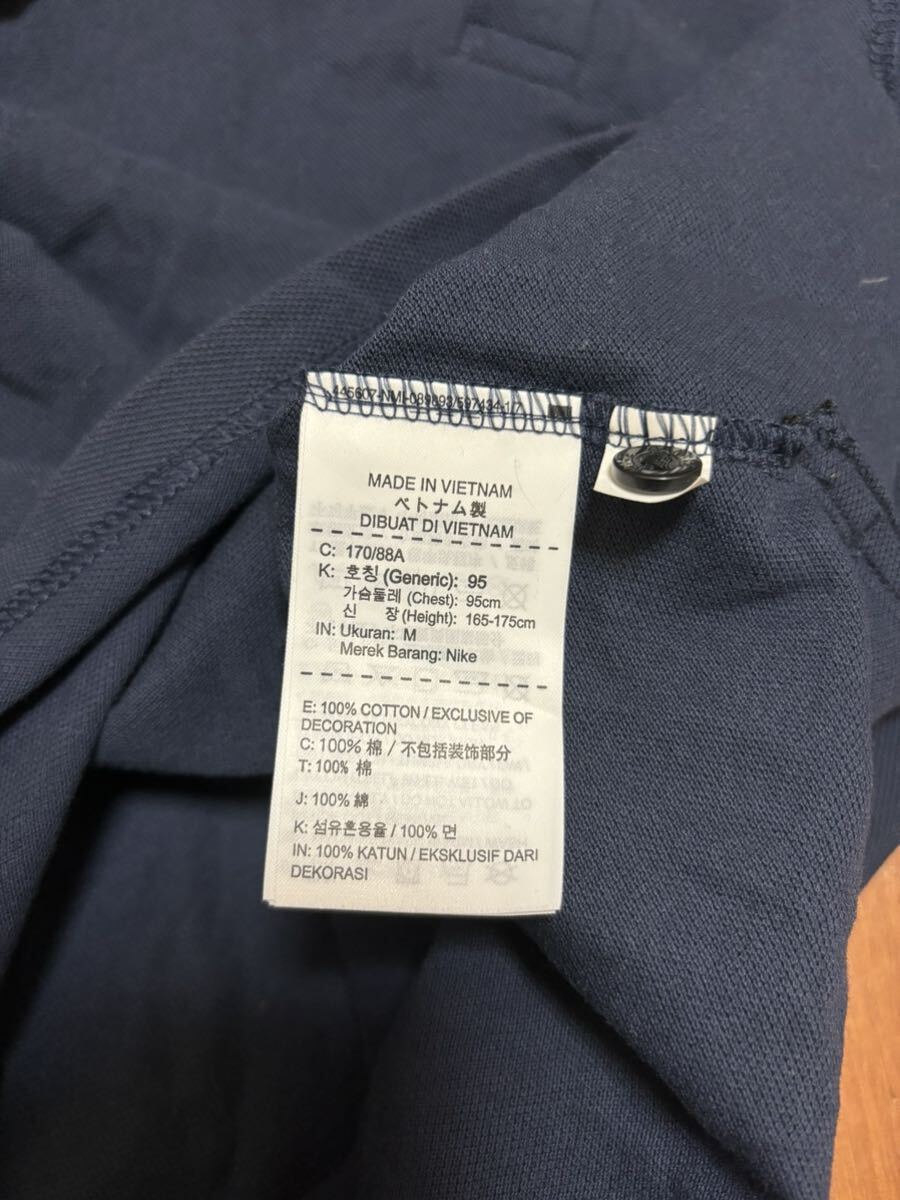 MADE IN VIETNAM
ベトナム製
DIBUAT DI VIETNAM
C: 170/88A
K: 호칭 (Generic): 95
가슴둘레 (Chest): 95cm
신 장 (Height): 165-175cm
IN: Ukuran: M
Merek Barang: Nike
E: 100% COTTON / EXCLUSIVE OF
DECORATION
C: 100% 棉 / 不包括装饰部分
T: 100% 棉
J: 100% 綿
K: 섬유혼용율 / 100% 면
IN: 100% KATUN / EKSKLUSIF DARI
DEKORASI